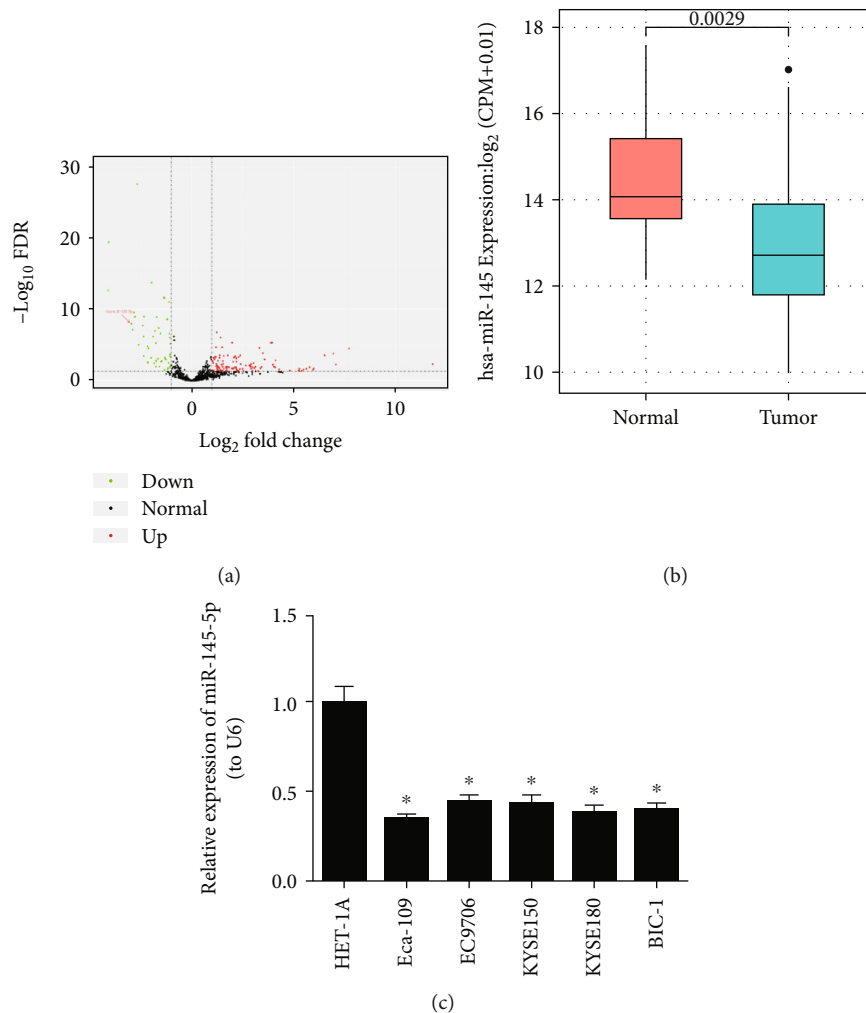 30
20
10
0
−Log10 FDR
0
5
10
Log2 fold change
Down
Normal
Up
(a)
0.0029
18
16
14
12
10
hsa-miR-145 Expression:log2 (CPM+0.01)
Normal
Tumor
(b)
1.5
1.0
0.5
0.0
Relative expression of miR-145-5p
(to U6)
*
*
*
*
*
HET-1A
Eca-109
EC9706
KYSE150
KYSE180
BIC-1
(c)